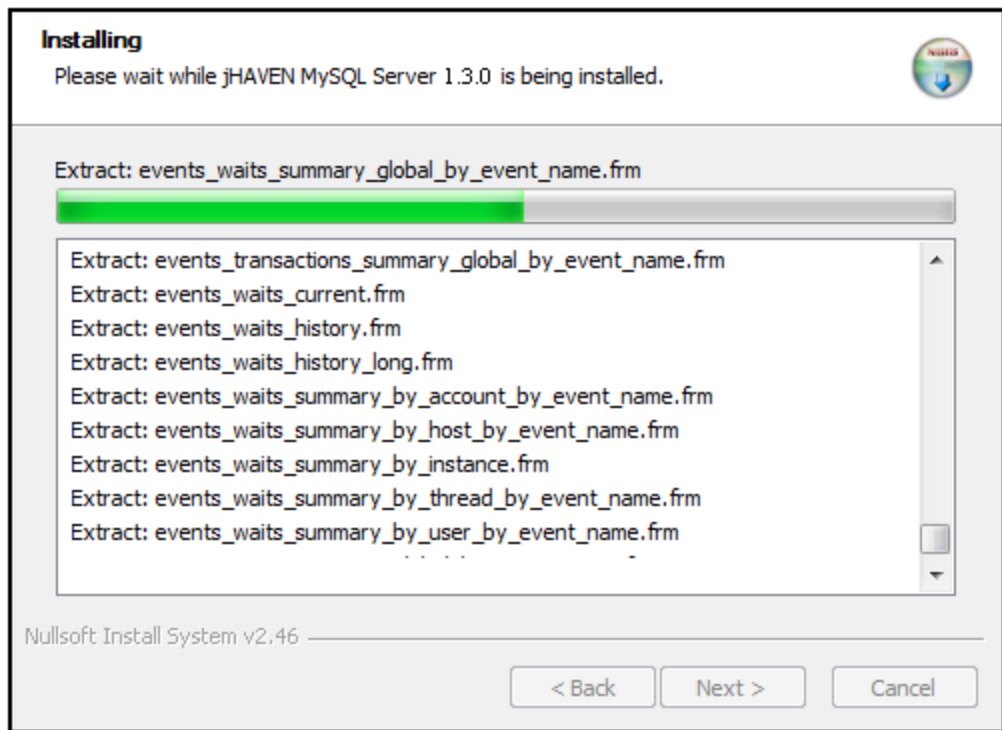 Installing
Please wait while jHAVEN MySQL Server 1.3.0 is being installed.
Extract: events_waits_summary_global_by_event_name.frm
Extract: events_transactions_summary_global_by_event_name.frm
Extract: events_waits_current.frm
Extract: events_waits_history.frm
Extract: events_waits_history_long.frm
Extract: events_waits_summary_by_account_by_event_name.frm
Extract: events_waits_summary_by_host_by_event_name.frm
Extract: events_waits_summary_by_instance.frm
Extract: events_waits_summary_by_thread_by_event_name.frm
Extract: events_waits_summary_by_user_by_event_name.frm
Nullsoft Install System v2.46
< Back Next > Cancel